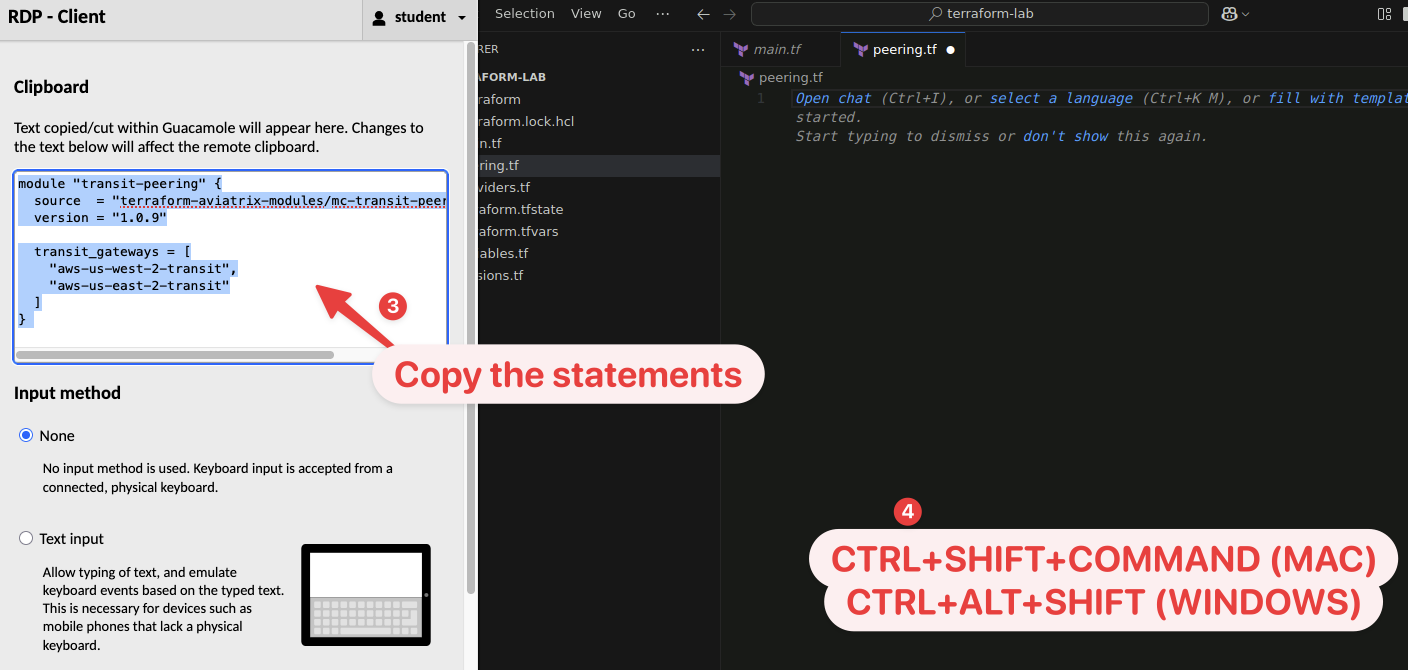 RDP - Client
student
Clipboard
Text copied/cut within Guacamole will appear here. Changes to
the text below will affect the remote clipboard.
module "transit-peering" {
source = "terraform-aviatrix-modules/mc-transit-peer
version = "1.0.9"
transit_gateways = [
"aws-us-west-2-transit",
"aws-us-east-2-transit"
]
}
3
Copy the statements
Input method
None
No input method is used. Keyboard input is accepted from a
connected, physical keyboard.
Text input
Allow typing of text, and emulate
keyboard events based on the typed text.
This is necessary for devices such as
mobile phones that lack a physical
keyboard.
Selection View Go ···
terraform-lab
RER ···
AFORM-LAB
raform
raform.lock.hcl
n.tf
ring.tf
viders.tf
aform.tfstate
aform.tfvars
ables.tf
sions.tf
main.tf
peering.tf
peering.tf
1 Open chat (Ctrl+I), or select a language (Ctrl+K M), or fill with templat
started.
Start typing to dismiss or don't show this again.
4
CTRL+SHIFT+COMMAND (MAC)
CTRL+ALT+SHIFT (WINDOWS)